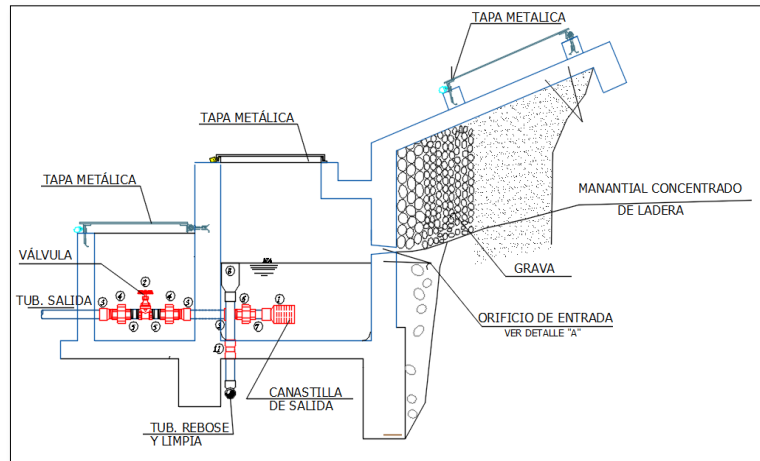 TAPA METALICA
TAPA METÁLICA
TAPA METÁLICA
MANANTIAL CONCENTRADO
DE LADERA
VÁLVULA
GRAVA
TUB. SALIDA
ORIFICIO DE ENTRADA
VER DETALLE "A"
CANASTILLA
DE SALIDA
TUB. REBOSE
Y LIMPIA